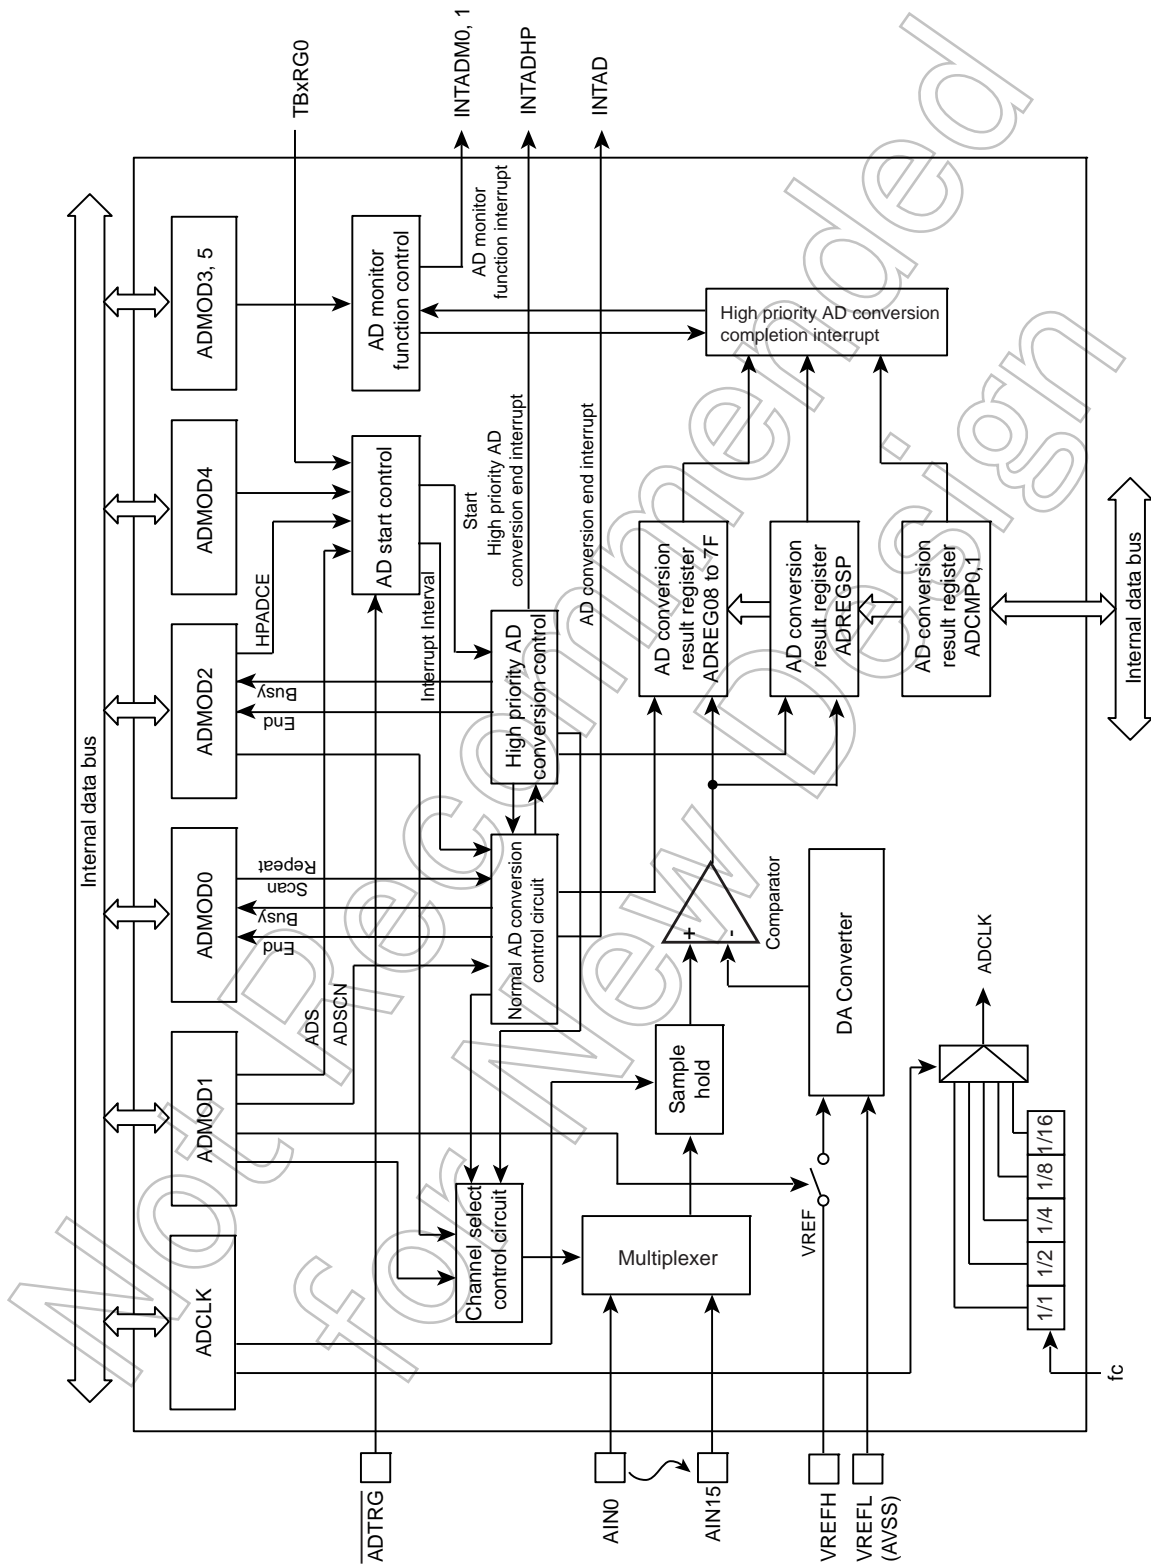 Internal data bus
ADCLK
ADMOD1
ADMOD0
ADMOD2
ADMOD4
ADMOD3, 5
ADS
ADSCN
End
Busy
Scan
Repeat
End
Busy
HPADCE
TBxRG0
ADTRG
AD start control
AD monitor
function control
INTADM0, 1
AD monitor
function interrupt
Interrupt Interval
Start
High priority AD
conversion end interrupt
INTADHP
AD conversion end interrupt
INTAD
Channel select
control circuit
Normal AD conversion
control circuit
High priority AD
conversion control
AIN0
AIN15
Multiplexer
Sample
hold
+
-
Comparator
AD conversion
result register
ADREG08 to 7F
AD conversion
result register
ADREGSP
AD conversion
result register
ADCMP0,1
High priority AD conversion
completion interrupt
VREFH
VREFL
(AVSS)
VREF
DA Converter
ADCLK
fc
1/1
1/2
1/4
1/8
1/16
Internal data bus
Not Recommended
for New Design